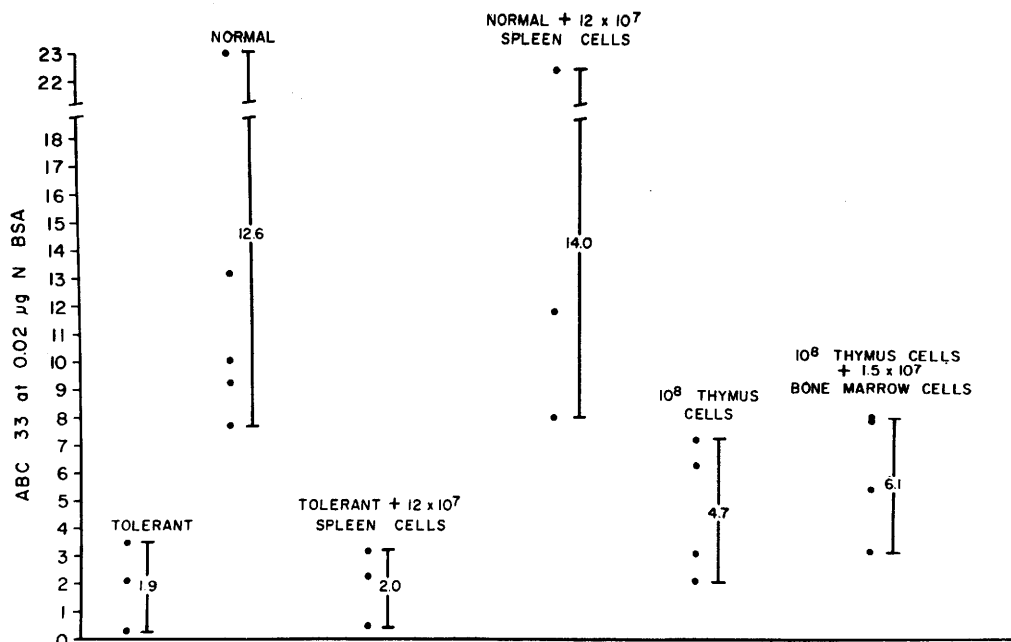 ABC 33 at 0.02 µg N BSA
23
22
18
17
16
15
14
13
12
11
10
9
8
7
6
5
4
3
2
1
0
TOLERANT
1.9
NORMAL
12.6
TOLERANT + 12 x 10⁷
SPLEEN CELLS
2.0
NORMAL + 12 x 10⁷
SPLEEN CELLS
14.0
10⁸ THYMUS
CELLS
4.7
10⁸ THYMUS CELLS
+ 1.5 x 10⁷
BONE MARROW CELLS
6.1